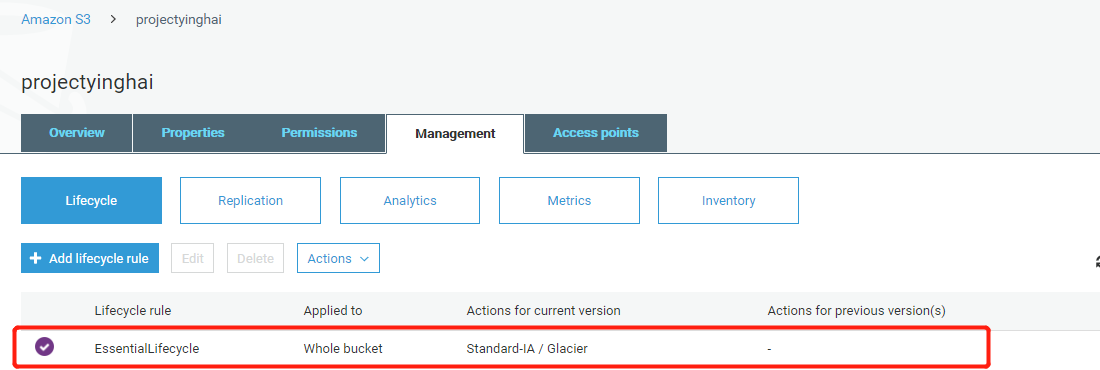 Amazon S3 > projectyinghai
projectyinghai
Overview Properties Permissions Management Access points
Lifecycle Replication Analytics Metrics Inventory
+ Add lifecycle rule Edit Delete Actions
Lifecycle rule Applied to Actions for current version Actions for previous version(s)
EssentialLifecycle Whole bucket Standard-IA / Glacier -